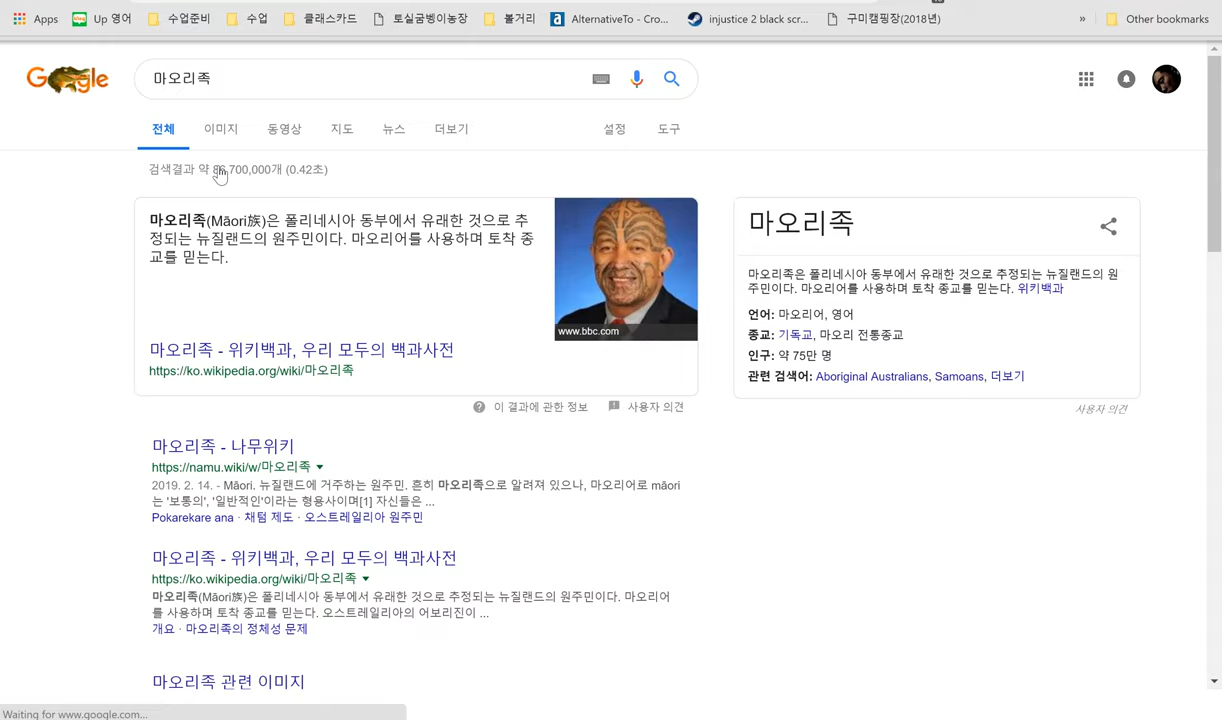 Apps Up 영어 수업준비 수업 클래스카드 토실굼벵이농장 볼거리 AlternativeTo - Cro... injustice 2 black scr... 구미캠핑장(2018년) » Other bookmarks
Google 마오리족
전체 이미지 동영상 지도 뉴스 더보기 설정 도구
검색결과 약 86,700,000개 (0.42초)
마오리족(Māori族)은 폴리네시아 동부에서 유래한 것으로 추
정되는 뉴질랜드의 원주민이다. 마오리어를 사용하며 토착 종
교를 믿는다.
www.bbc.com
마오리족 - 위키백과, 우리 모두의 백과사전
https://ko.wikipedia.org/wiki/마오리족
이 결과에 관한 정보 사용자 의견
마오리족 - 나무위키
https://namu.wiki/w/마오리족
2019. 2. 14. - Māori. 뉴질랜드에 거주하는 원주민. 흔히 마오리족으로 알려져 있으나, 마오리어로 māori
는 '보통의', '일반적인'이라는 형용사이며[1] 자신들은 ...
Pokarekare ana · 채텀 제도 · 오스트레일리아 원주민
마오리족 - 위키백과, 우리 모두의 백과사전
https://ko.wikipedia.org/wiki/마오리족
마오리족(Māori族)은 폴리네시아 동부에서 유래한 것으로 추정되는 뉴질랜드의 원주민이다. 마오리어
를 사용하며 토착 종교를 믿는다. 오스트레일리아의 어보리진이 ...
개요 · 마오리족의 정체성 문제
마오리족 관련 이미지
마오리족
마오리족은 폴리네시아 동부에서 유래한 것으로 추정되는 뉴질랜드의 원
주민이다. 마오리어를 사용하며 토착 종교를 믿는다. 위키백과
언어: 마오리어, 영어
종교: 기독교, 마오리 전통종교
인구: 약 75만 명
관련 검색어: Aboriginal Australians, Samoans, 더보기
사용자 의견
Waiting for www.google.com...